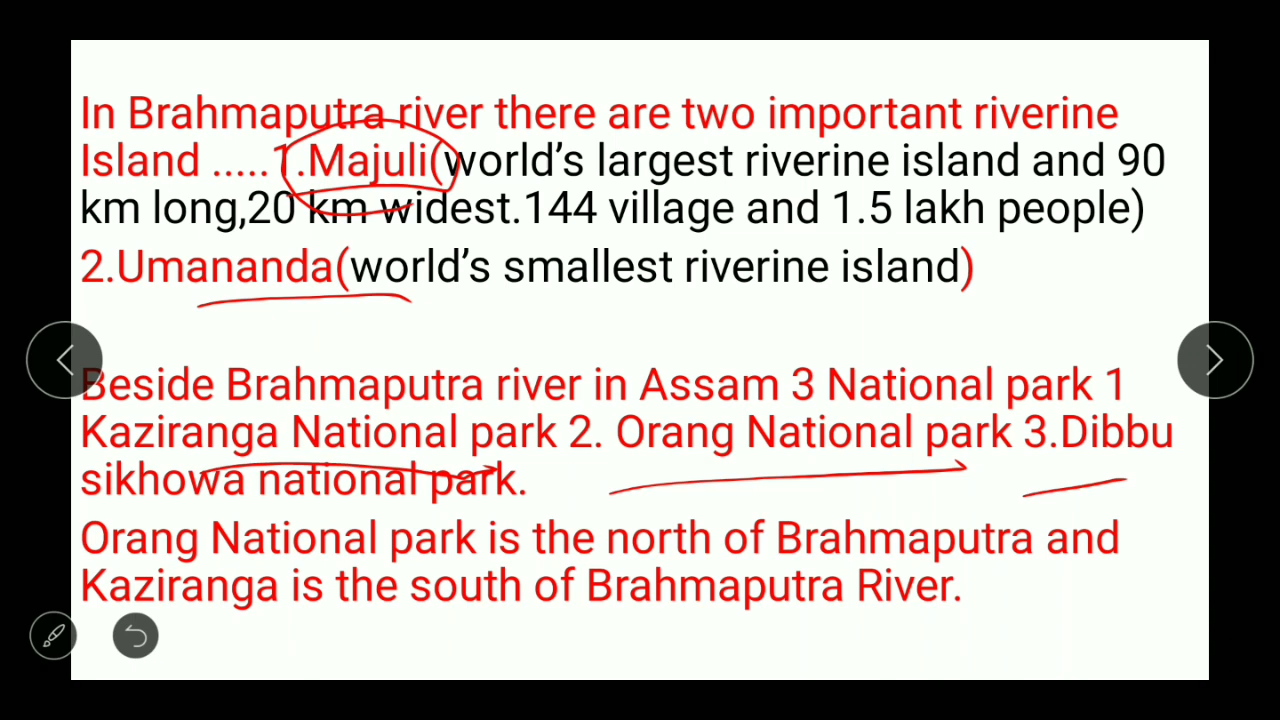 In Brahmaputra river there are two important riverine
Island .....1.Majuli(world’s largest riverine island and 90
km long,20 km widest.144 village and 1.5 lakh people)
2.Umananda(world’s smallest riverine island)
Beside Brahmaputra river in Assam 3 National park 1
Kaziranga National park 2. Orang National park 3.Dibbu
sikhowa national park.
Orang National park is the north of Brahmaputra and
Kaziranga is the south of Brahmaputra River.